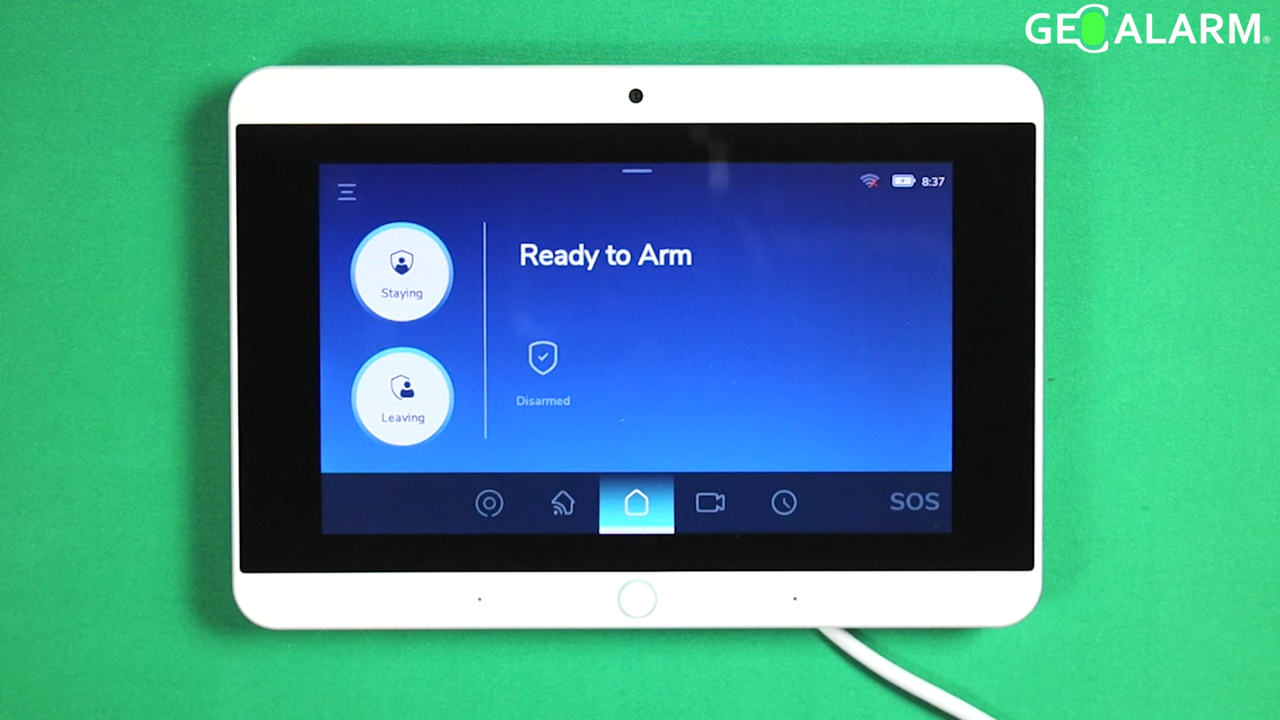 GEOALARM®
8:37
Ready to Arm
Staying
Leaving
Disarmed
SOS